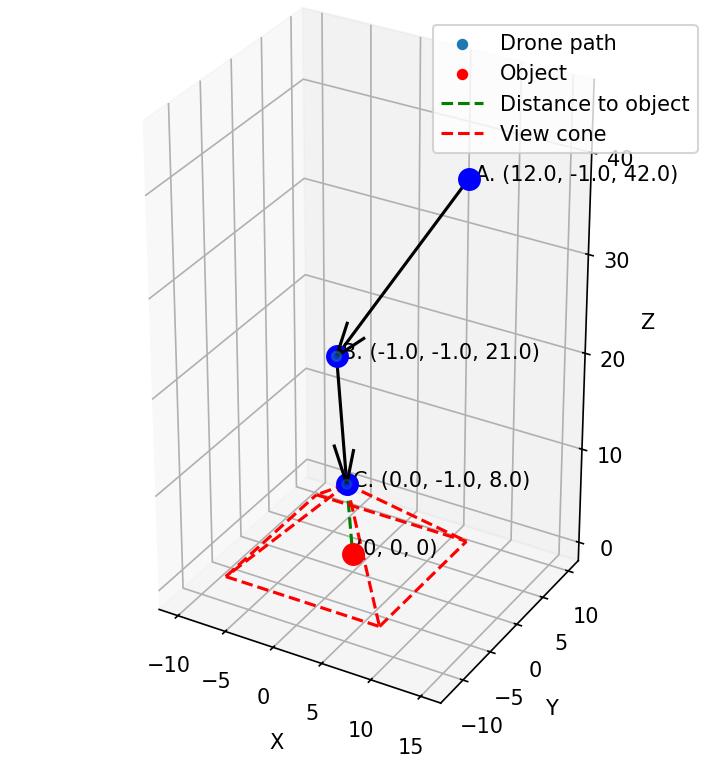 Drone path
Object
Distance to object
View cone
40
A. (12.0, -1.0, 42.0)
30
Z
B. (-1.0, -1.0, 21.0)
20
10
C. (0.0, -1.0, 8.0)
(0, 0, 0)
0
10
5
0
−5
−10
Y
−10
−5
0
5
10
15
X